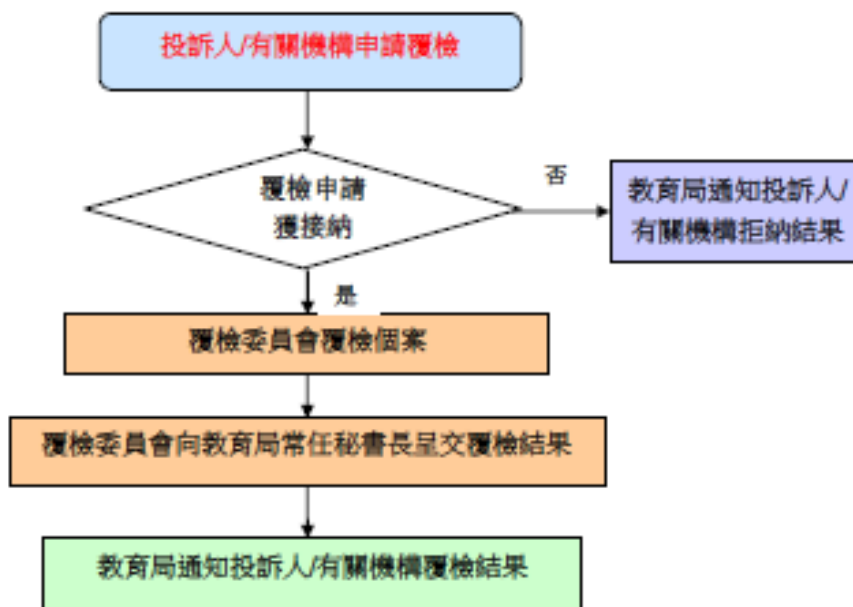 投訴人/有關機構申請覆檢
覆檢申請
獲接納
否
教育局通知投訴人/
有關機構拒納結果
是
覆檢委員會覆檢個案
覆檢委員會向教育局常任秘書長呈交覆檢結果
教育局通知投訴人/有關機構覆檢結果